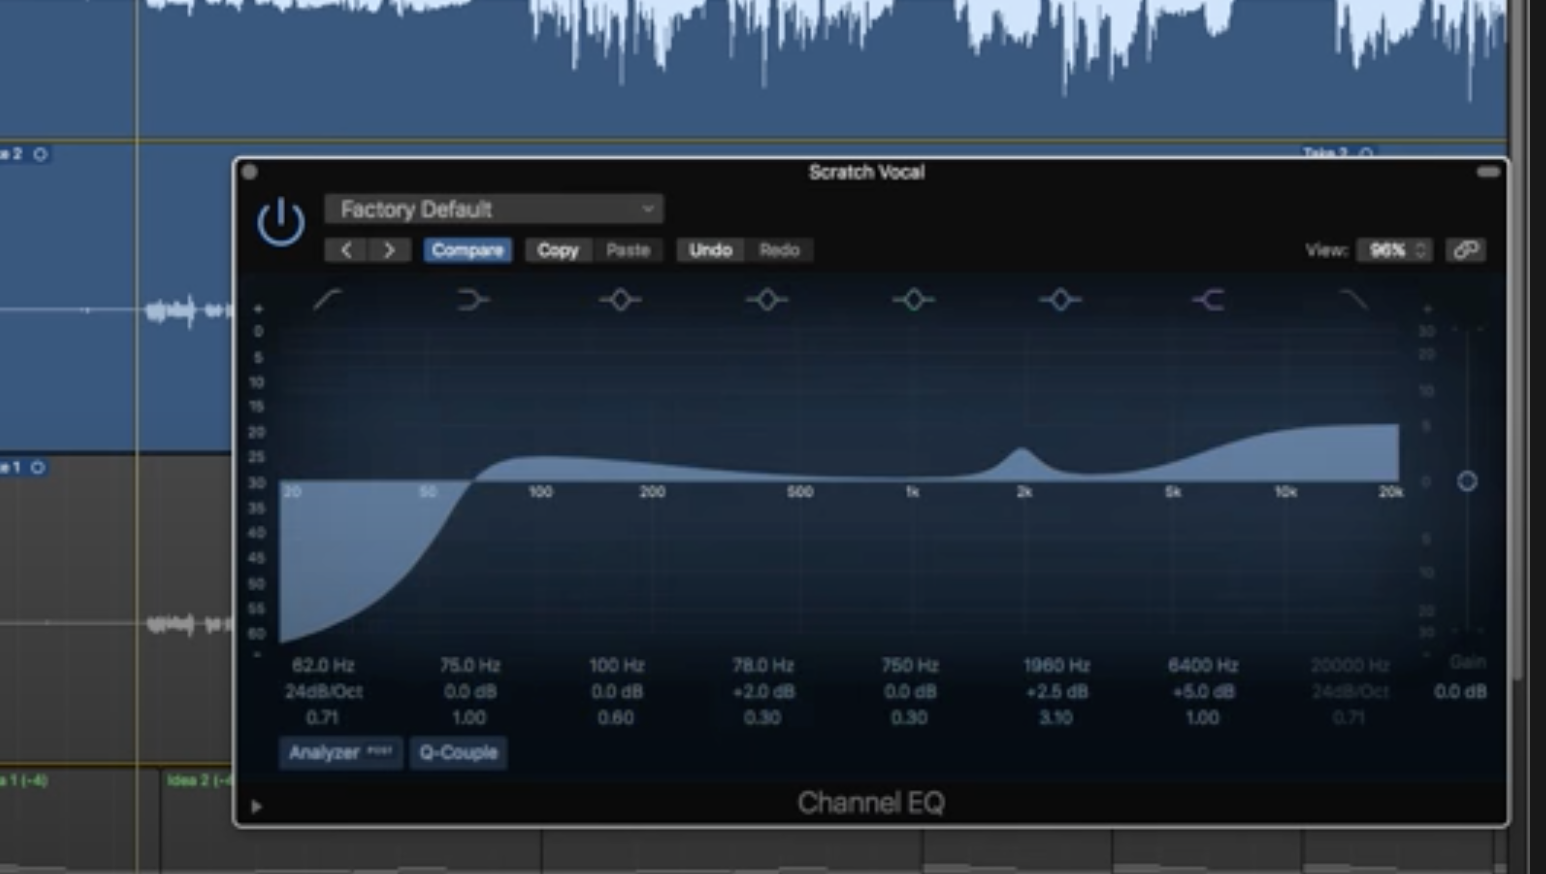 e 2
Take 2
Scratch Vocal
Factory Default
Compare Copy Paste Undo Redo View: 96%
+ +
0 30
5 20
10 10
15
20 5
25
30 20 50 100 200 500 1k 2k 5k 10k 20k 0
35
40 5
45
50 10
55 20
60 30
- -
62.0 Hz 75.0 Hz 100 Hz 78.0 Hz 750 Hz 1960 Hz 6400 Hz 20000 Hz Gain
24dB/Oct 0.0 dB 0.0 dB +2.0 dB 0.0 dB +2.5 dB +5.0 dB 24dB/Oct 0.0 dB
0.71 1.00 0.60 0.30 0.30 3.10 1.00 0.71
Analyzer POST Q-Couple
Channel EQ
e 1
a 1 (-4)
Idea 2 (-4